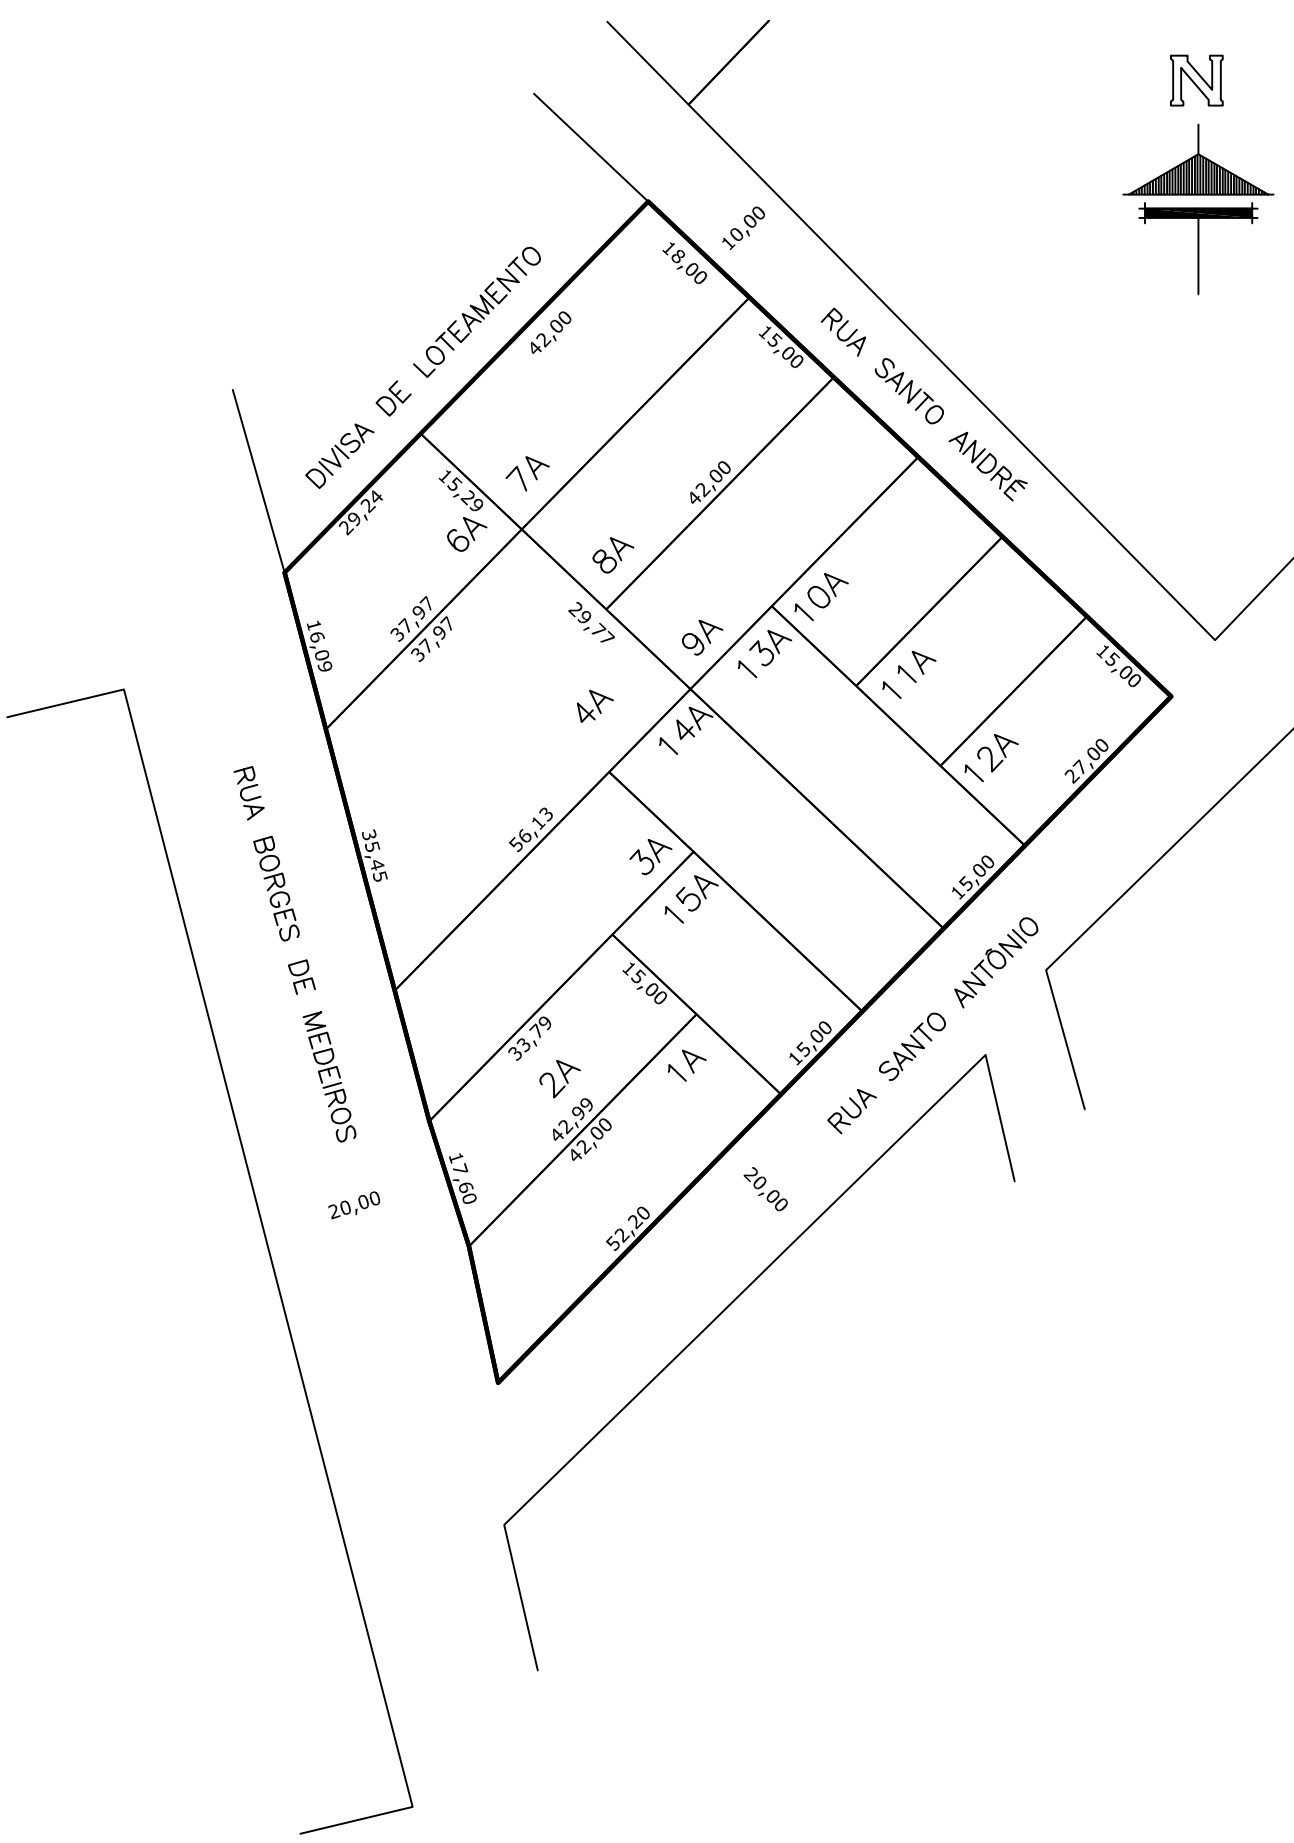 N
10,00
18,00
DIVISA DE LOTEAMENTO
42,00
15,00
RUA SANTO ANDRÉ
7A
15,29
29,24
6A
42,00
8A
37,97
37,97
29,77
16,09
9A
10A
13A
11A
15,00
4A
14A
12A
27,00
RUA BORGES DE MEDEIROS
35,45
56,13
3A
15A
15,00
15,00
33,79
2A
1A
15,00
RUA SANTO ANTÔNIO
42,99
42,00
17,60
20,00
52,20
20,00